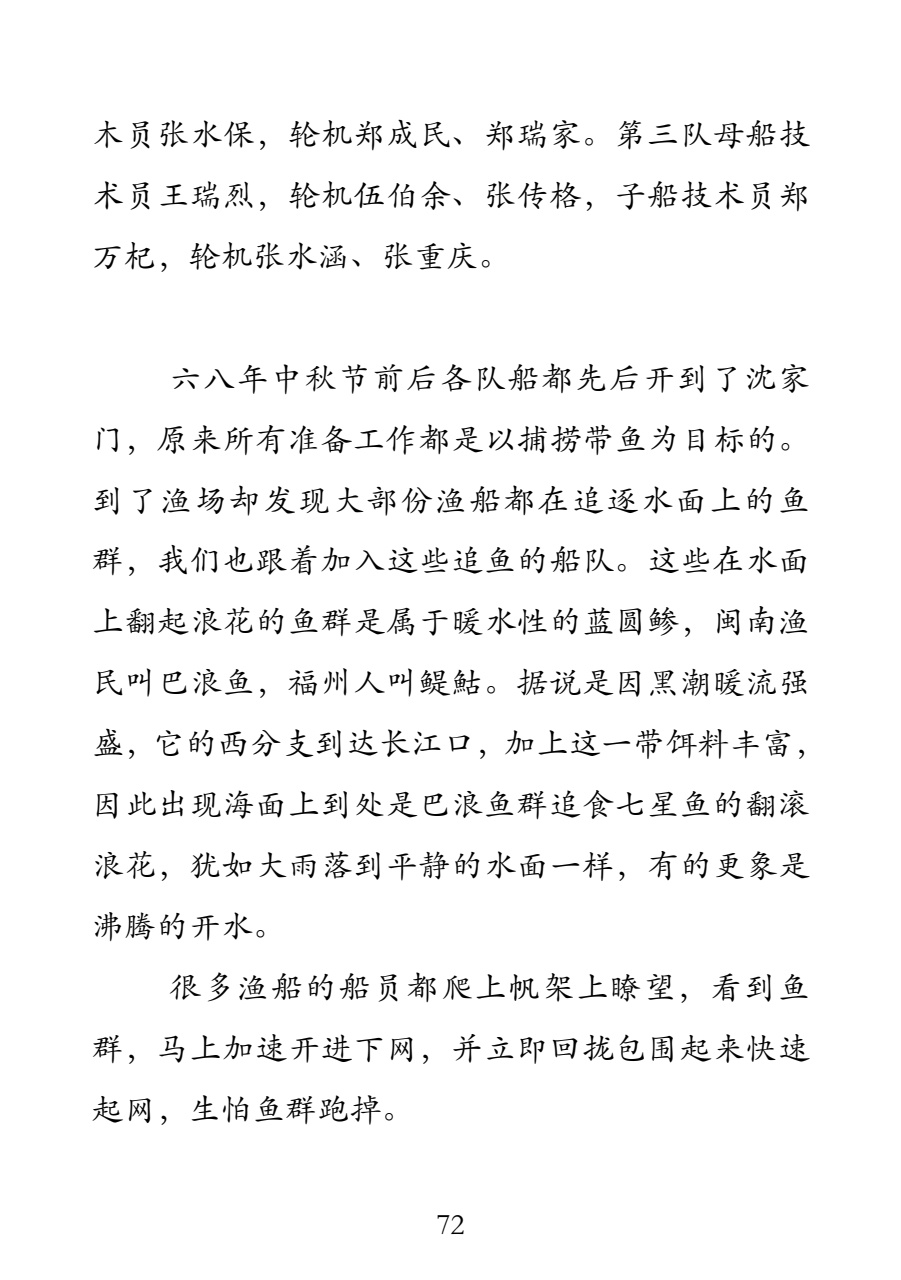 木员张水保，轮机郑成民、郑瑞家。第三队母船技
术员王瑞烈，轮机伍伯余、张传格，子船技术员郑
万杞，轮机张水涵、张重庆。
六八年中秋节前后各队船都先后开到了沈家
门，原来所有准备工作都是以捕捞带鱼为目标的。
到了渔场却发现大部份渔船都在追逐水面上的鱼
群，我们也跟着加入这些追鱼的船队。这些在水面
上翻起浪花的鱼群是属于暖水性的蓝圆鲹，闽南渔
民叫巴浪鱼，福州人叫鳀鮕。据说是因黑潮暖流强
盛，它的西分支到达长江口，加上这一带饵料丰富，
因此出现海面上到处是巴浪鱼群追食七星鱼的翻滚
浪花，犹如大雨落到平静的水面一样，有的更象是
沸腾的开水。
很多渔船的船员都爬上帆架上瞭望，看到鱼
群，马上加速开进下网，并立即回拢包围起来快速
起网，生怕鱼群跑掉。
72